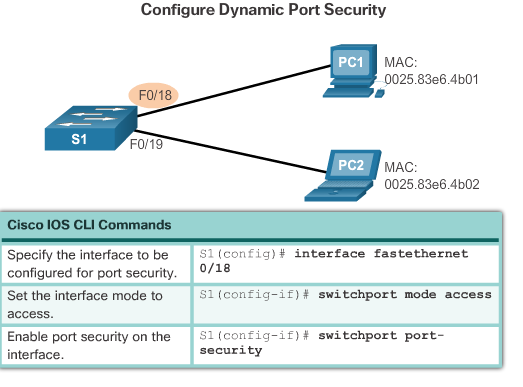 Configure Dynamic Port Security
PC1
MAC:
0025.83e6.4b01
F0/18
S1
F0/19
PC2
MAC:
0025.83e6.4b02
Cisco IOS CLI Commands
Specify the interface to be
configured for port security.
S1(config)# interface fastethernet
0/18
Set the interface mode to
access.
S1(config-if)# switchport mode access
Enable port security on the
interface.
S1(config-if)# switchport port-
security